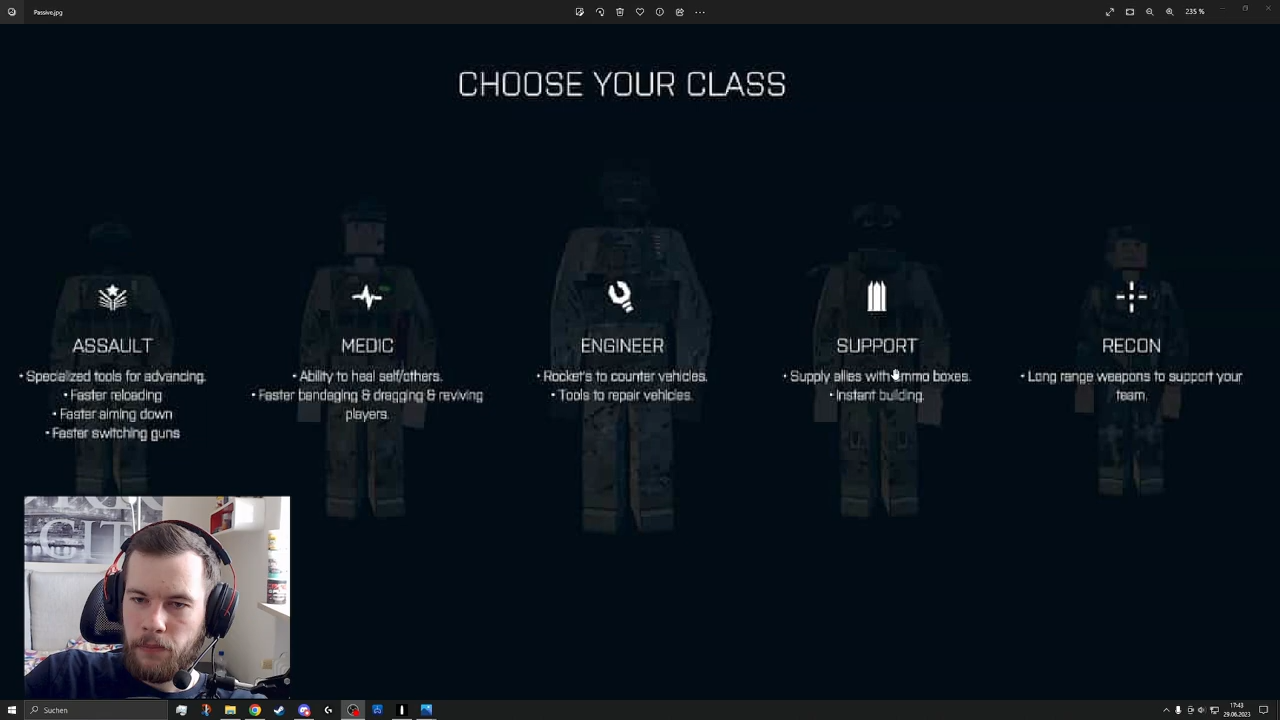 Passive.jpg
235 %
CHOOSE YOUR CLASS
ASSAULT
• Specialized tools for advancing.
• Faster reloading
• Faster aiming down
• Faster switching guns
MEDIC
• Ability to heal self/others.
• Faster bandaging & dragging & reviving
players.
ENGINEER
• Rocket's to counter vehicles.
• Tools to repair vehicles.
SUPPORT
• Supply allies with ammo boxes.
• Instant building.
RECON
• Long range weapons to support your
team.
CIT
Suchen
17:43
29.06.2023